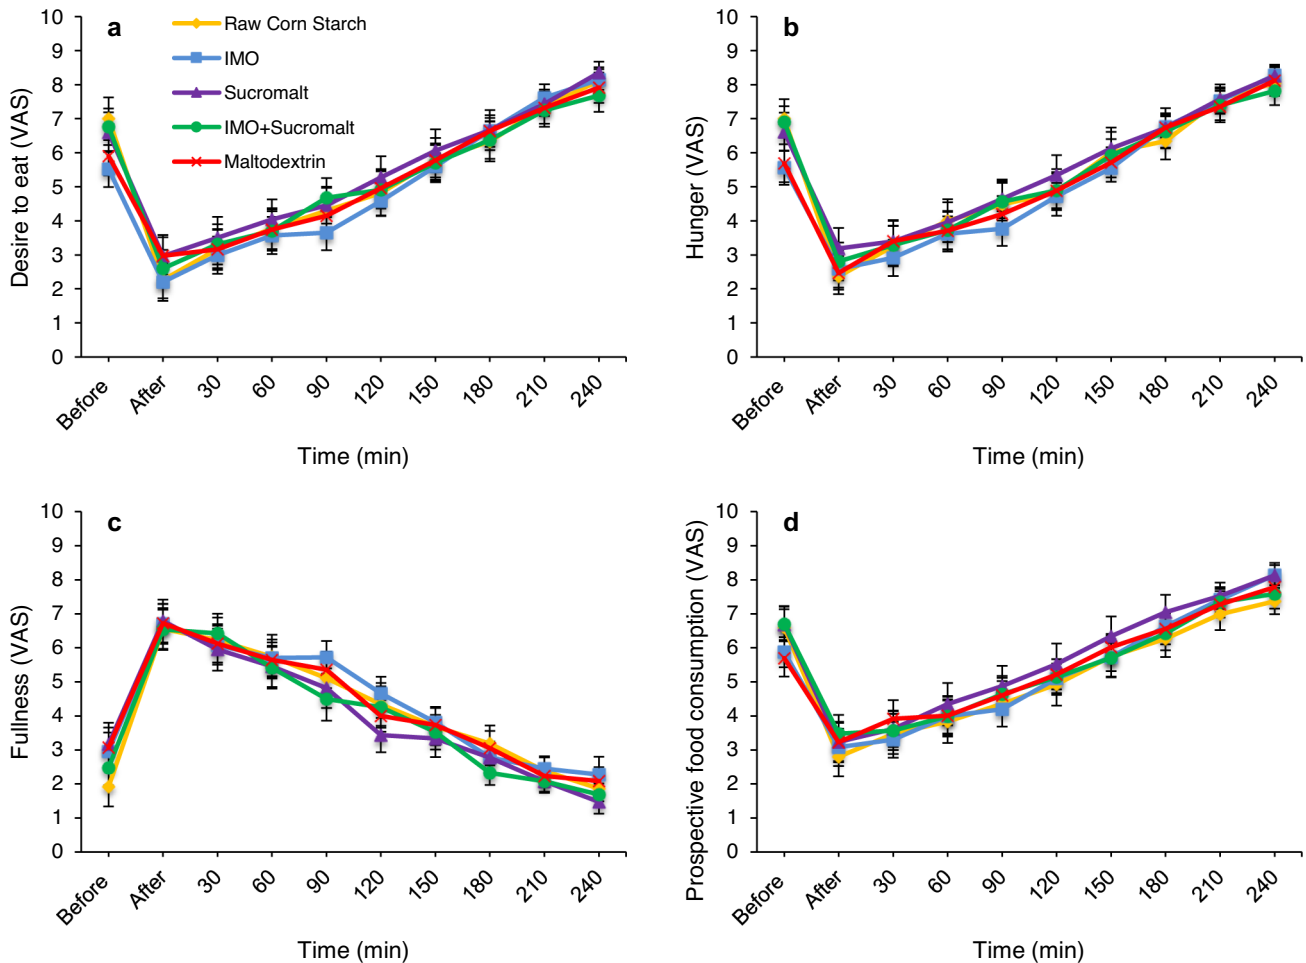 a
Raw Corn Starch
IMO
Sucromalt
IMO+Sucromalt
Maltodextrin
Desire to eat (VAS)
10
9
8
7
6
5
4
3
2
1
0
Before After 30 60 90 120 150 180 210 240
Time (min)
b
Hunger (VAS)
10
9
8
7
6
5
4
3
2
1
0
Before After 30 60 90 120 150 180 210 240
Time (min)
c
Fullness (VAS)
10
9
8
7
6
5
4
3
2
1
0
Before After 30 60 90 120 150 180 210 240
Time (min)
d
Prospective food consumption (VAS)
10
9
8
7
6
5
4
3
2
1
0
Before After 30 60 90 120 150 180 210 240
Time (min)